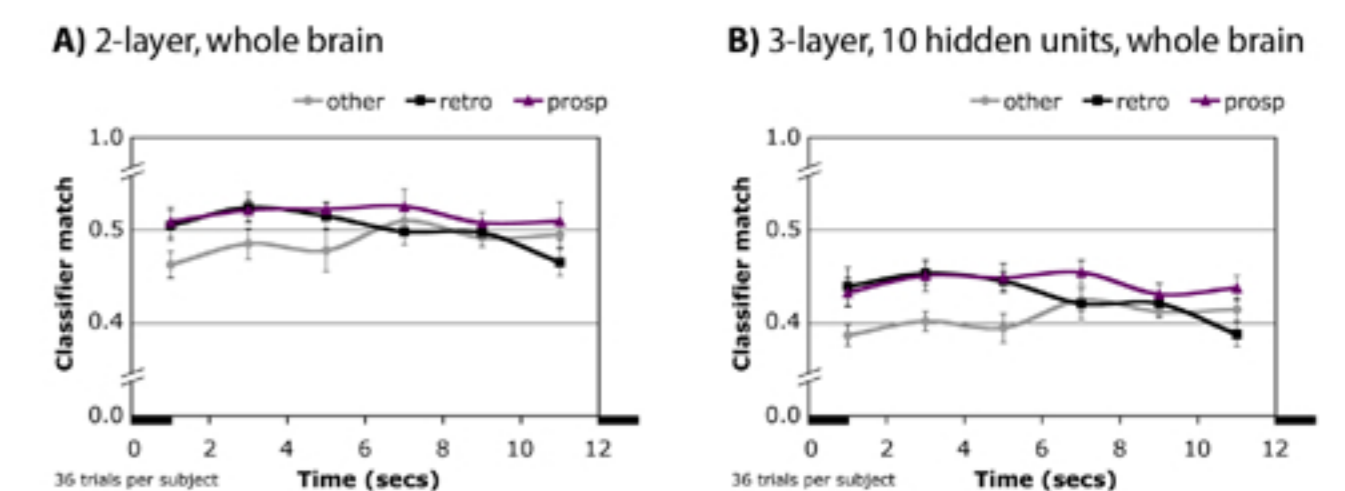 A) 2-layer, whole brain
other retro prosp
1.0
0.5
0.4
0.0
Classifier match
0 2 4 6 8 10 12
36 trials per subject
Time (secs)
B) 3-layer, 10 hidden units, whole brain
other retro prosp
1.0
0.5
0.4
0.0
Classifier match
0 2 4 6 8 10 12
36 trials per subject
Time (secs)